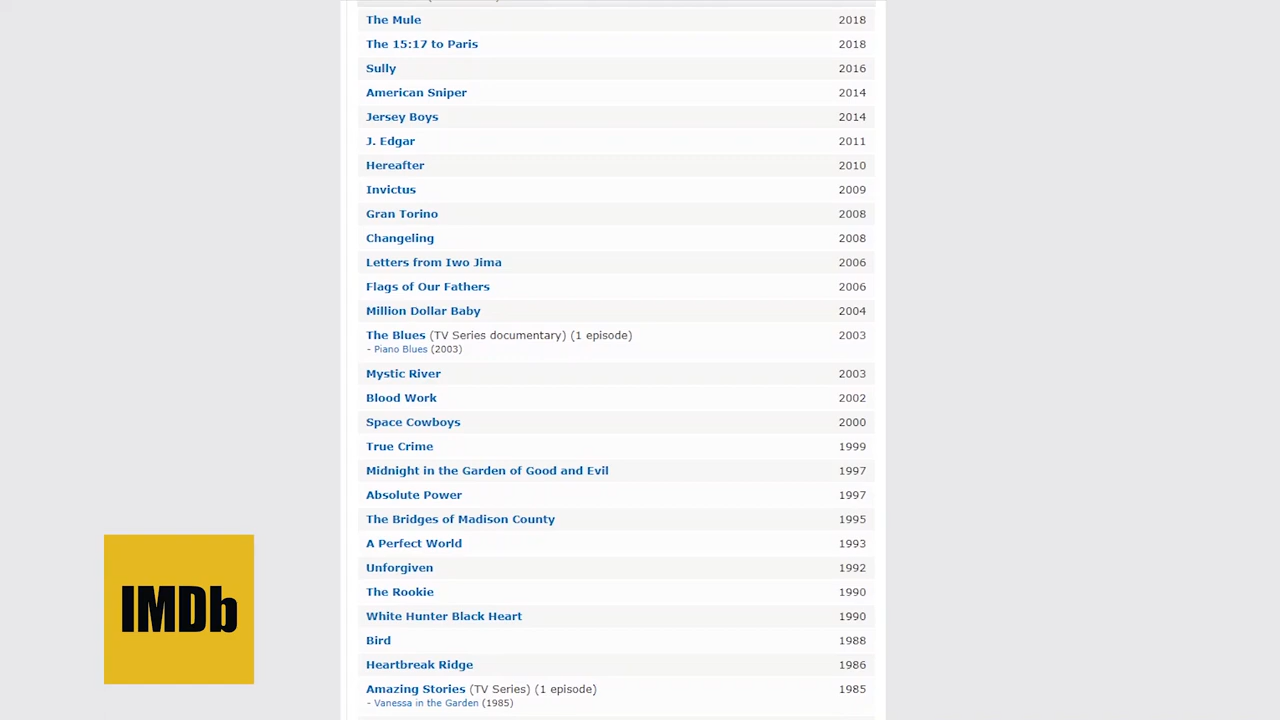 The Mule 2018
The 15:17 to Paris 2018
Sully 2016
American Sniper 2014
Jersey Boys 2014
J. Edgar 2011
Hereafter 2010
Invictus 2009
Gran Torino 2008
Changeling 2008
Letters from Iwo Jima 2006
Flags of Our Fathers 2006
Million Dollar Baby 2004
The Blues (TV Series documentary) (1 episode) 2003
- Piano Blues (2003)
Mystic River 2003
Blood Work 2002
Space Cowboys 2000
True Crime 1999
Midnight in the Garden of Good and Evil 1997
Absolute Power 1997
The Bridges of Madison County 1995
A Perfect World 1993
Unforgiven 1992
The Rookie 1990
White Hunter Black Heart 1990
Bird 1988
Heartbreak Ridge 1986
Amazing Stories (TV Series) (1 episode) 1985
- Vanessa in the Garden (1985)
IMDb